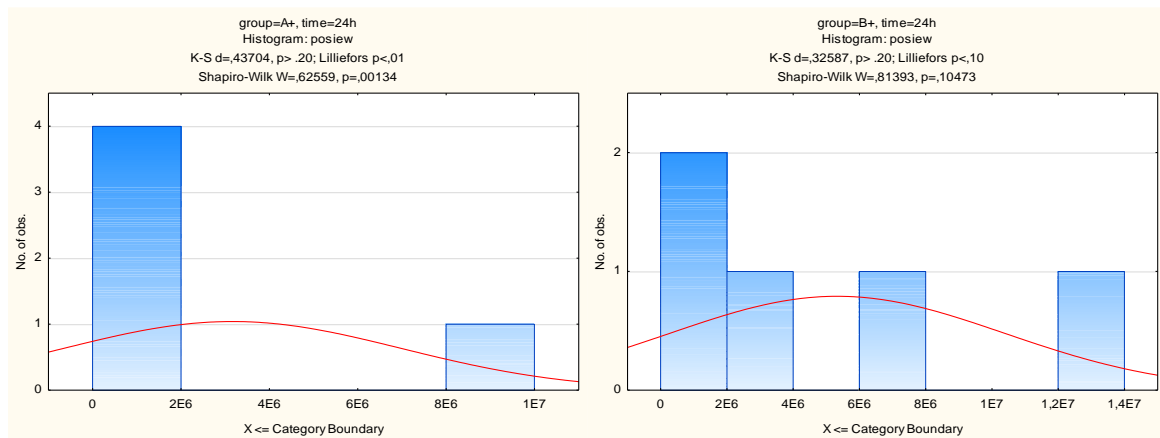 group=A+, time=24h
Histogram: posiew
K-S d=,43704, p> .20; Lilliefors p<,01
Shapiro-Wilk W=,62559, p=,00134
No. of obs.
4
3
2
1
0
0 2E6 4E6 6E6 8E6 1E7
X <= Category Boundary
group=B+, time=24h
Histogram: posiew
K-S d=,32587, p> .20; Lilliefors p<,10
Shapiro-Wilk W=,81393, p=,10473
No. of obs.
2
1
0
0 2E6 4E6 6E6 8E6 1E7 1,2E7 1,4E7
X <= Category Boundary